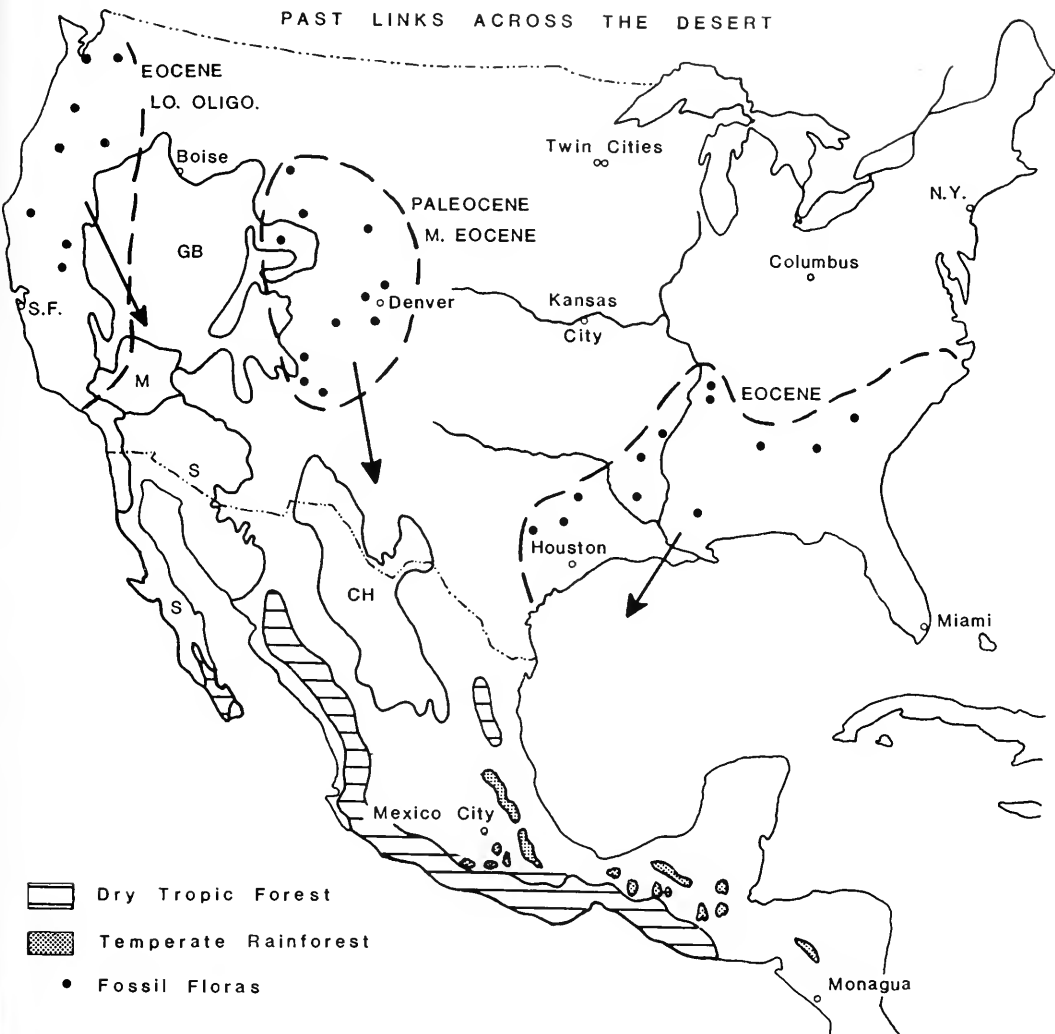 PAST LINKS ACROSS THE DESERT
EOCENE
LO. OLIGO.
Boise
Twin Cities
PALEOCENE
M. EOCENE
N.Y.
GB
Columbus
S.F.
Denver
Kansas
City
M
EOCENE
S
Houston
CH
S
Miami
Mexico City
Dry Tropic Forest
Temperate Rainforest
Fossil Floras
Monagua